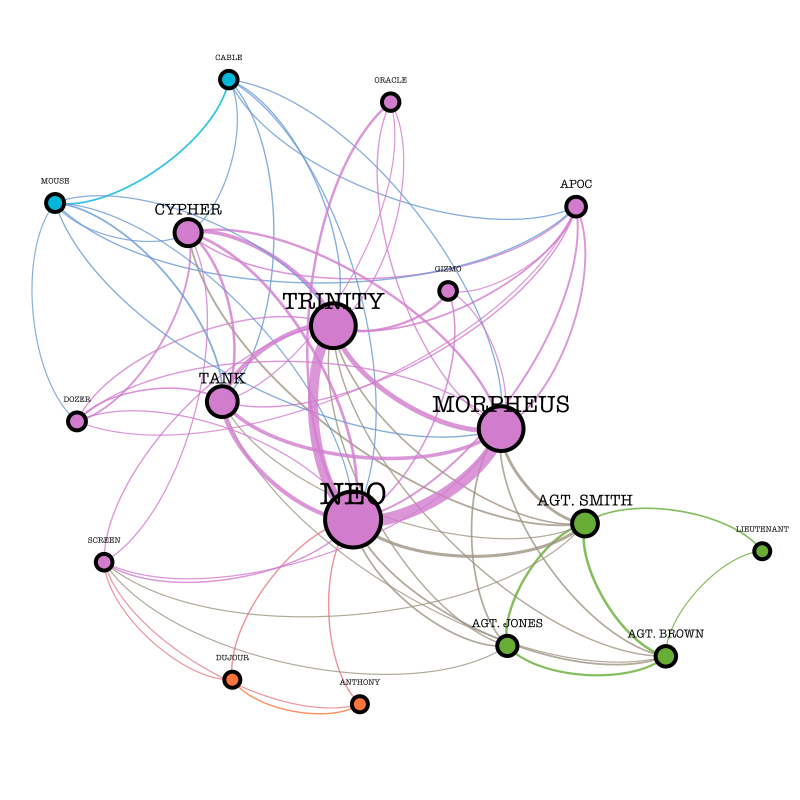 CABLE
ORACLE
MOUSE
APOC
CYPHER
GIZMO
TRINITY
TANK
DOZER
MORPHEUS
NEO
AGT. SMITH
LIEUTENANT
SCREEN
AGT. JONES
AGT. BROWN
DUJOUR
ANTHONY